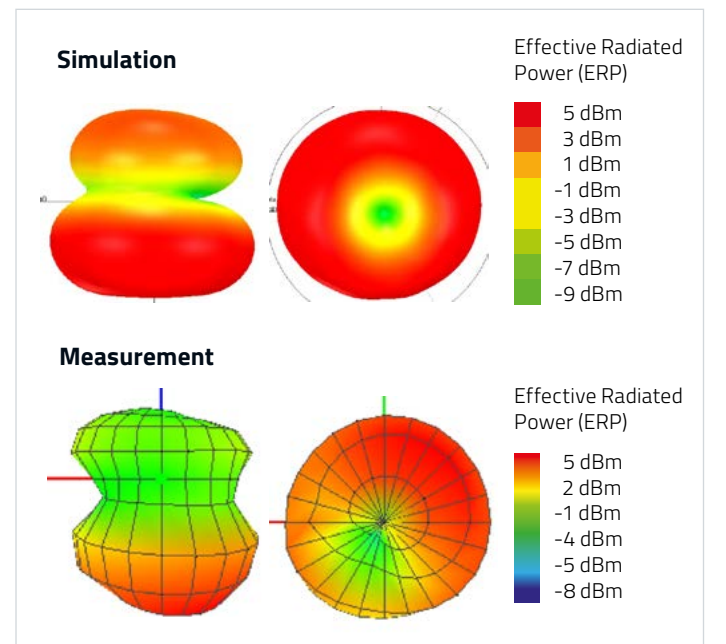 Simulation
Effective Radiated
Power (ERP)
5 dBm
3 dBm
1 dBm
-1 dBm
-3 dBm
-5 dBm
-7 dBm
-9 dBm
Measurement
Effective Radiated
Power (ERP)
5 dBm
2 dBm
-1 dBm
-4 dBm
-5 dBm
-8 dBm